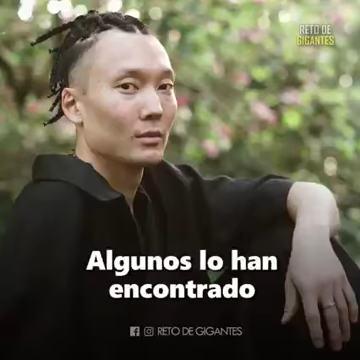 RETO DE
GIGANTES
Algunos lo han
encontrado
RETO DE GIGANTES